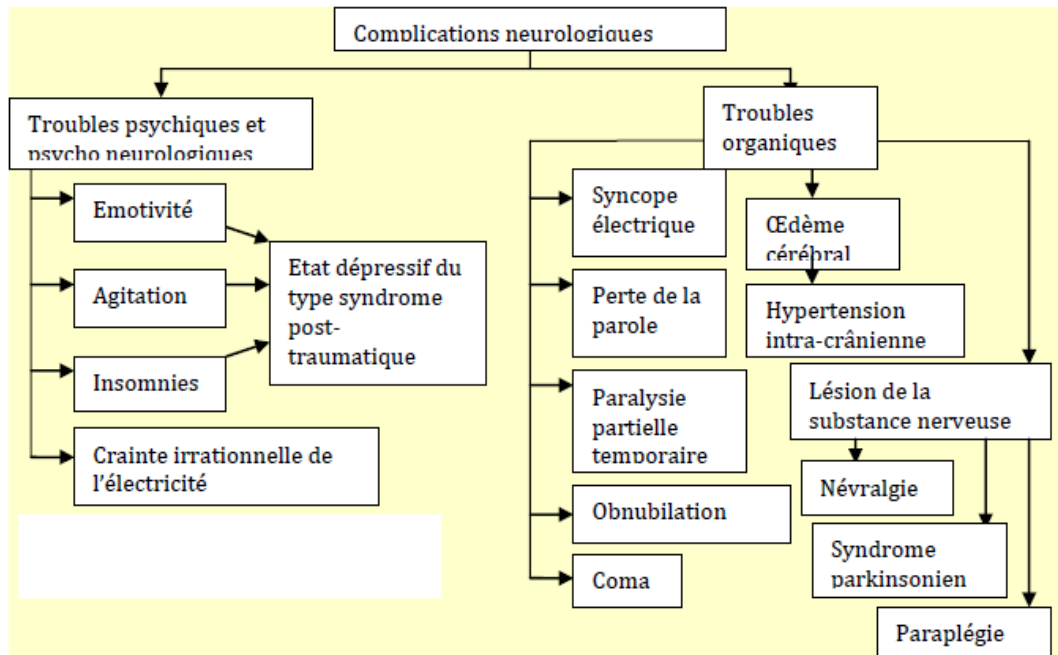 Complications neurologiques
Troubles psychiques et
psycho neurologiques
Emotivité
Agitation
Insomnies
Crainte irrationnelle de
l'électricité
Etat dépressif du
type syndrome
post-
traumatique
Troubles
organiques
Syncope
électrique
Perte de la
parole
Paralysie
partielle
temporaire
Obnubilation
Coma
Œdème
cérébral
Hypertension
intra-crânienne
Lésion de la
substance nerveuse
Névralgie
Syndrome
parkinsonien
Paraplégie